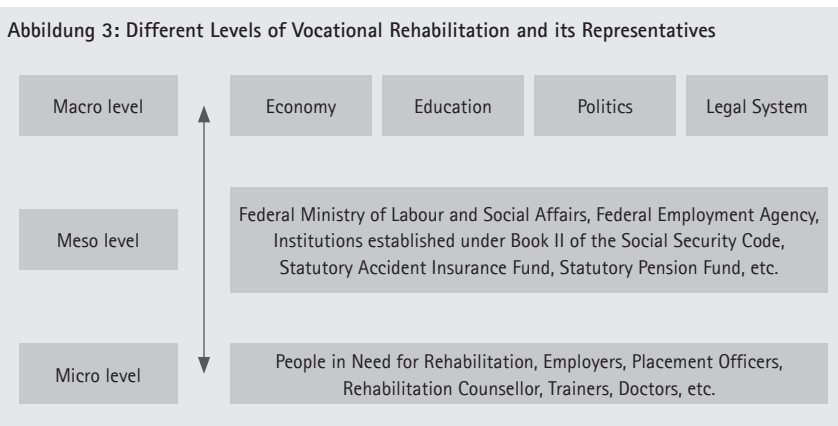 Abbildung 3: Different Levels of Vocational Rehabilitation and its Representatives
Macro level
Economy
Education
Politics
Legal System
Meso level
Federal Ministry of Labour and Social Affairs, Federal Employment Agency,
Institutions established under Book II of the Social Security Code,
Statutory Accident Insurance Fund, Statutory Pension Fund, etc.
Micro level
People in Need for Rehabilitation, Employers, Placement Officers,
Rehabilitation Counsellor, Trainers, Doctors, etc.